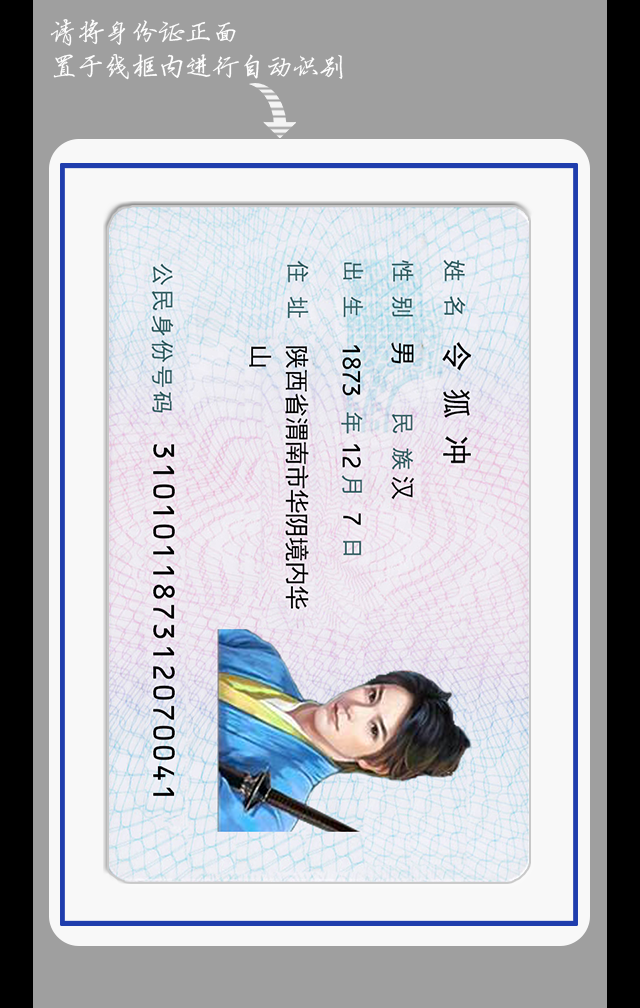 请将身份证正面
置于线框内进行自动识别
姓名 令狐冲
性别 男 民族 汉
出生 1873 年 12 月 7 日
住址 陕西省渭南市华阴境内华
山
公民身份号码 310101187312070041